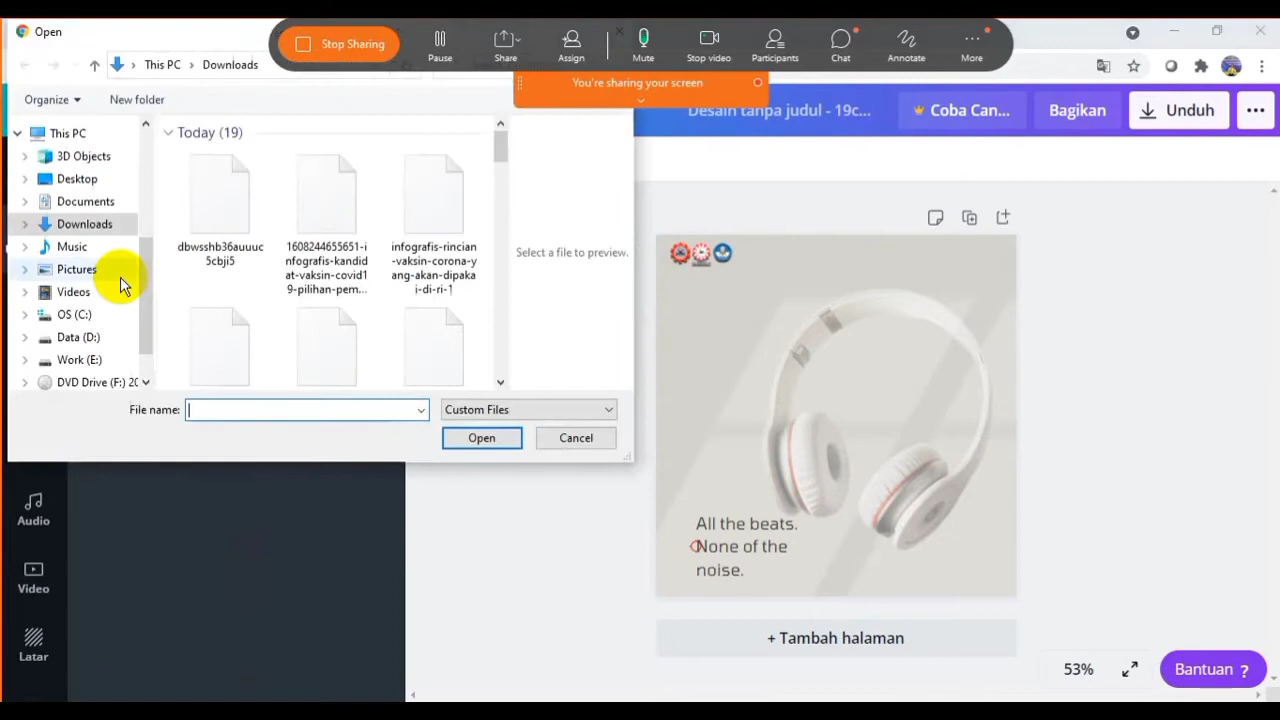 Open
Stop Sharing
Pause
Share
Assign
Mute
Stop video
Participants
Chat
Annotate
More
You're sharing your screen
This PC
Downloads
Organize
New folder
Desain tanpa judul - 19c...
Coba Can...
Bagikan
Unduh
This PC
3D Objects
Desktop
Documents
Downloads
Music
Pictures
Videos
OS (C:)
Data (D:)
Work (E:)
DVD Drive (F:) 20
Today (19)
dbwsshb36auuuc
5cbji5
1608244655651-i
nfografis-kandid
at-vaksin-covid1
9-pilihan-pem...
infografis-rincian
-vaksin-corona-y
ang-akan-dipaka
i-di-ri-1
Select a file to preview.
File name:
Custom Files
Open
Cancel
Audio
Video
Latar
All the beats.
None of the
noise.
+ Tambah halaman
53%
Bantuan ?